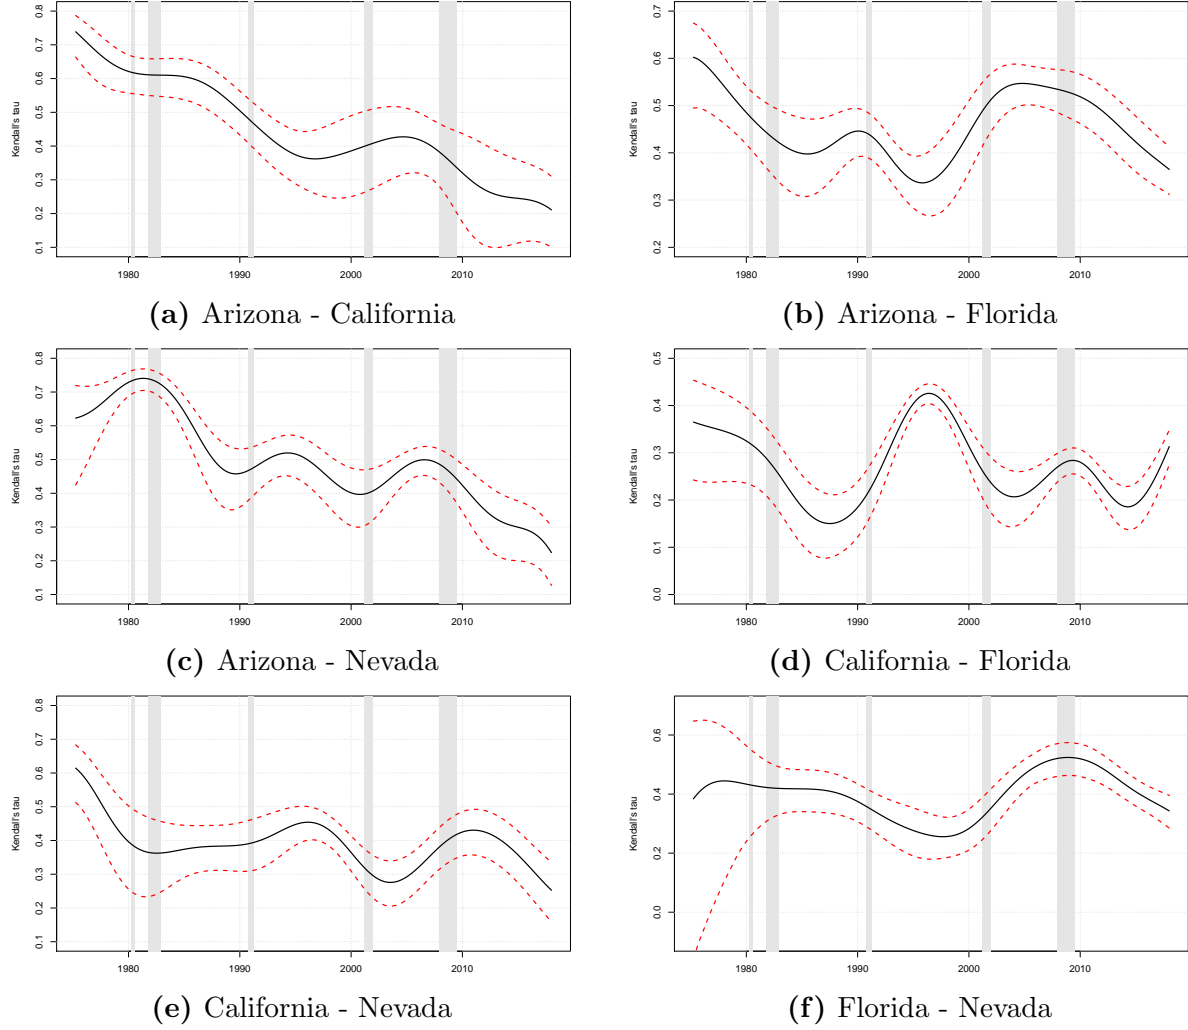 0.8
0.7
0.6
0.5
0.4
0.3
0.2
0.1
Kendall's tau
1980 1990 2000 2010
(a) Arizona - California
0.7
0.6
0.5
0.4
0.3
0.2
Kendall's tau
1980 1990 2000 2010
(b) Arizona - Florida
0.8
0.7
0.6
0.5
0.4
0.3
0.2
0.1
Kendall's tau
1980 1990 2000 2010
(c) Arizona - Nevada
0.5
0.4
0.3
0.2
0.1
0.0
Kendall's tau
1980 1990 2000 2010
(d) California - Florida
0.8
0.7
0.6
0.5
0.4
0.3
0.2
0.1
Kendall's tau
1980 1990 2000 2010
(e) California - Nevada
0.6
0.4
0.2
0.0
Kendall's tau
1980 1990 2000 2010
(f) Florida - Nevada